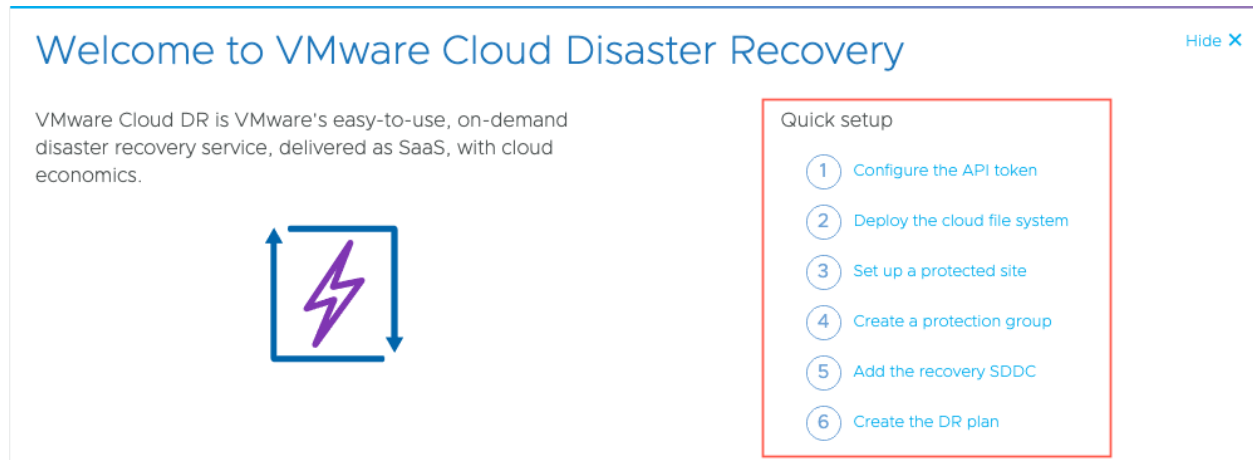 Welcome to VMware Cloud Disaster Recovery
Hide ✕
VMware Cloud DR is VMware's easy-to-use, on-demand
disaster recovery service, delivered as SaaS, with cloud
economics.
Quick setup
1 Configure the API token
2 Deploy the cloud file system
3 Set up a protected site
4 Create a protection group
5 Add the recovery SDDC
6 Create the DR plan